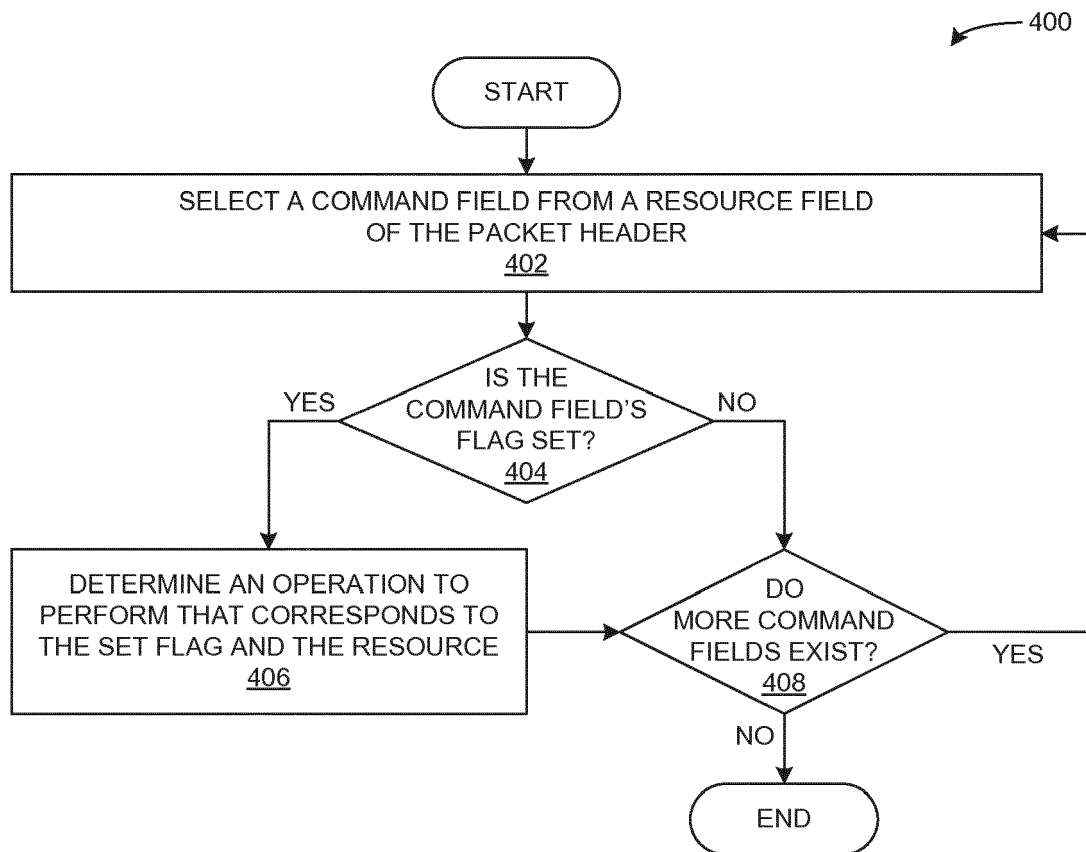 400
START
SELECT A COMMAND FIELD FROM A RESOURCE FIELD
OF THE PACKET HEADER
402
IS THE
COMMAND FIELD'S
FLAG SET?
404
YES
NO
DETERMINE AN OPERATION TO
PERFORM THAT CORRESPONDS TO
THE SET FLAG AND THE RESOURCE
406
DO
MORE COMMAND
FIELDS EXIST?
408
YES
NO
END